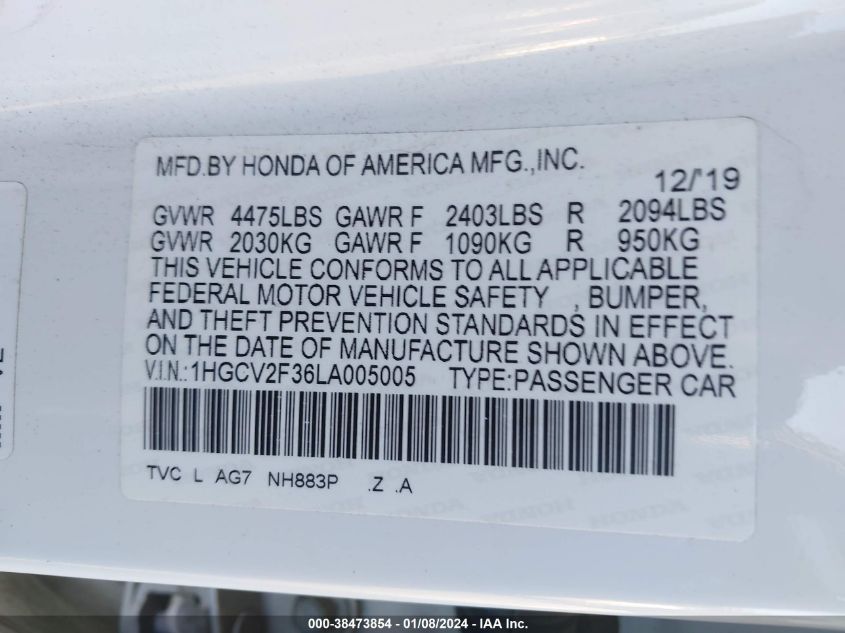 MFD.BY HONDA OF AMERICA MFG.,INC.
12/'19
GVWR 4475LBS GAWR F 2403LBS R 2094LBS
GVWR 2030KG GAWR F 1090KG R 950KG
THIS VEHICLE CONFORMS TO ALL APPLICABLE
FEDERAL MOTOR VEHICLE SAFETY , BUMPER,
AND THEFT PREVENTION STANDARDS IN EFFECT
ON THE DATE OF MANUFACTURE SHOWN ABOVE.
V.I.N.:1HGCV2F36LA005005 TYPE:PASSENGER CAR
TVC L AG7 NH883P .Z .A
000-38473854 - 01/08/2024 - IAAI.com